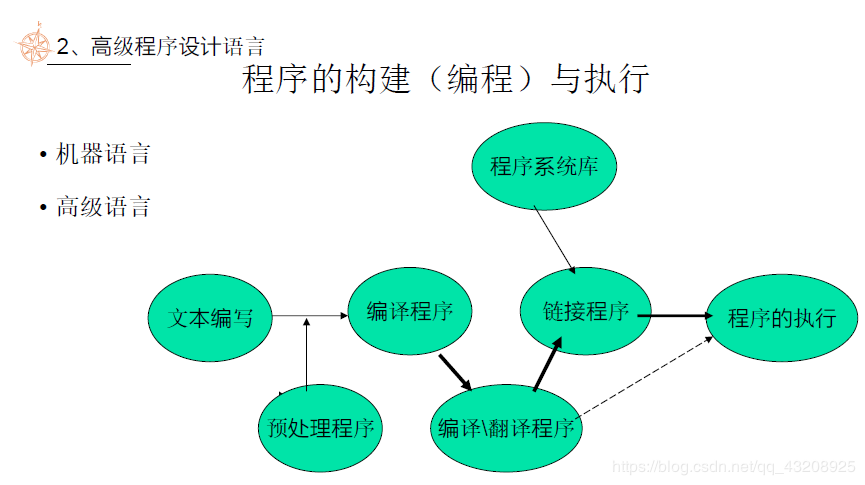 2、高级程序设计语言
程序的构建（编程）与执行
• 机器语言
• 高级语言
程序系统库
文本编写
编译程序
链接程序
程序的执行
预处理程序
编译\翻译程序
https://blog.csdn.net/qq_43208925